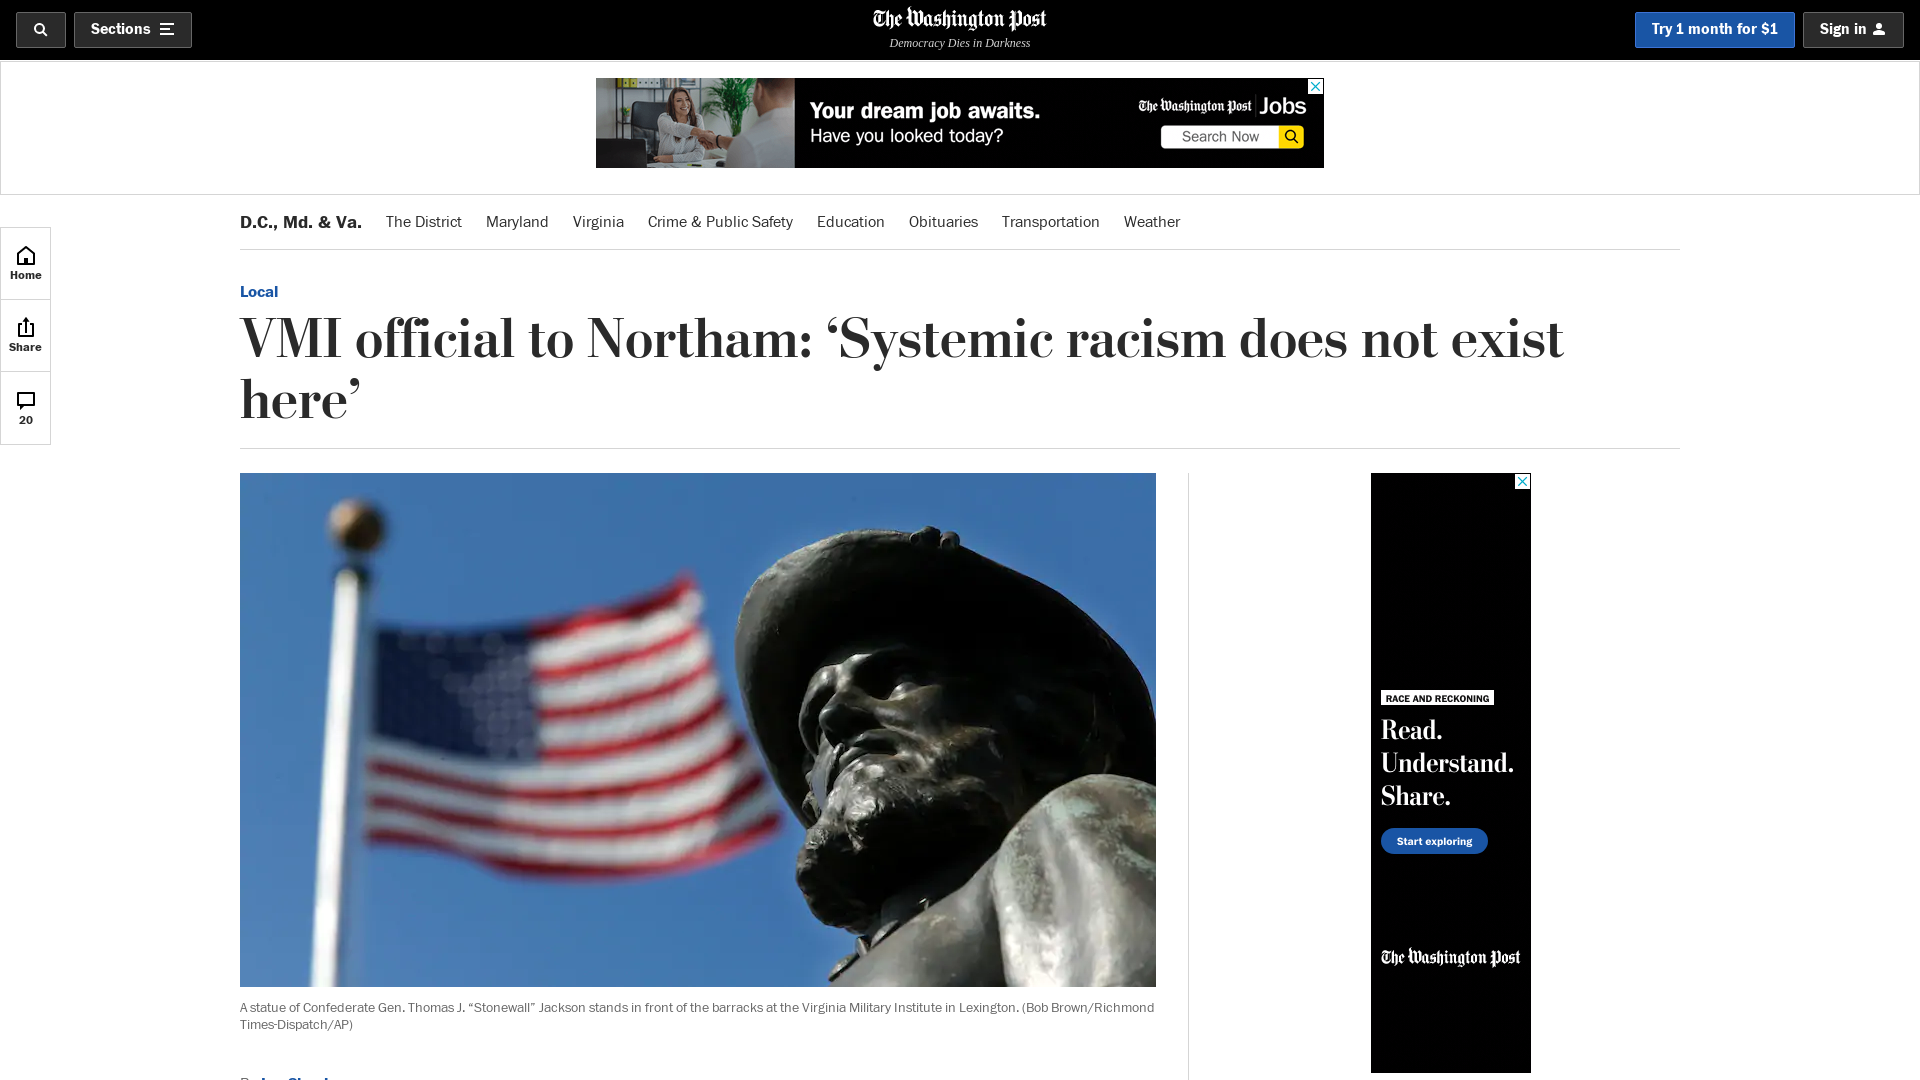 Sections
The Washington Post
Democracy Dies in Darkness
Try 1 month for $1
Sign in
Your dream job awaits.
Have you looked today?
The Washington Post Jobs
Search Now
D.C., Md. & Va. The District Maryland Virginia Crime & Public Safety Education Obituaries Transportation Weather
Home
Share
20
Local
VMI official to Northam: ‘Systemic racism does not exist
here’
A statue of Confederate Gen. Thomas J. “Stonewall” Jackson stands in front of the barracks at the Virginia Military Institute in Lexington. (Bob Brown/Richmond
Times-Dispatch/AP)
RACE AND RECKONING
Read.
Understand.
Share.
Start exploring
The Washington Post